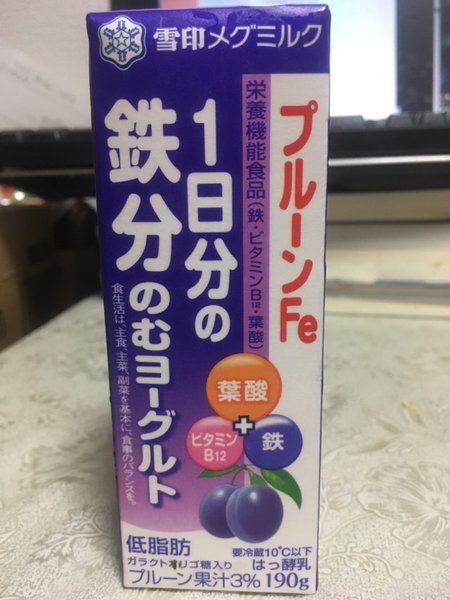 雪印メグミルク
プルーンFe
栄養機能食品(鉄・ビタミンB12・葉酸)
1日分の
鉄分のむヨーグルト
食生活は、主食、主菜、副菜を基本に、食事のバランスを。
葉酸
+
ビタミン
B12
鉄
低脂肪
要冷蔵10℃以下
ガラクトオリゴ糖入り はっ酵乳
プルーン果汁3% 190g